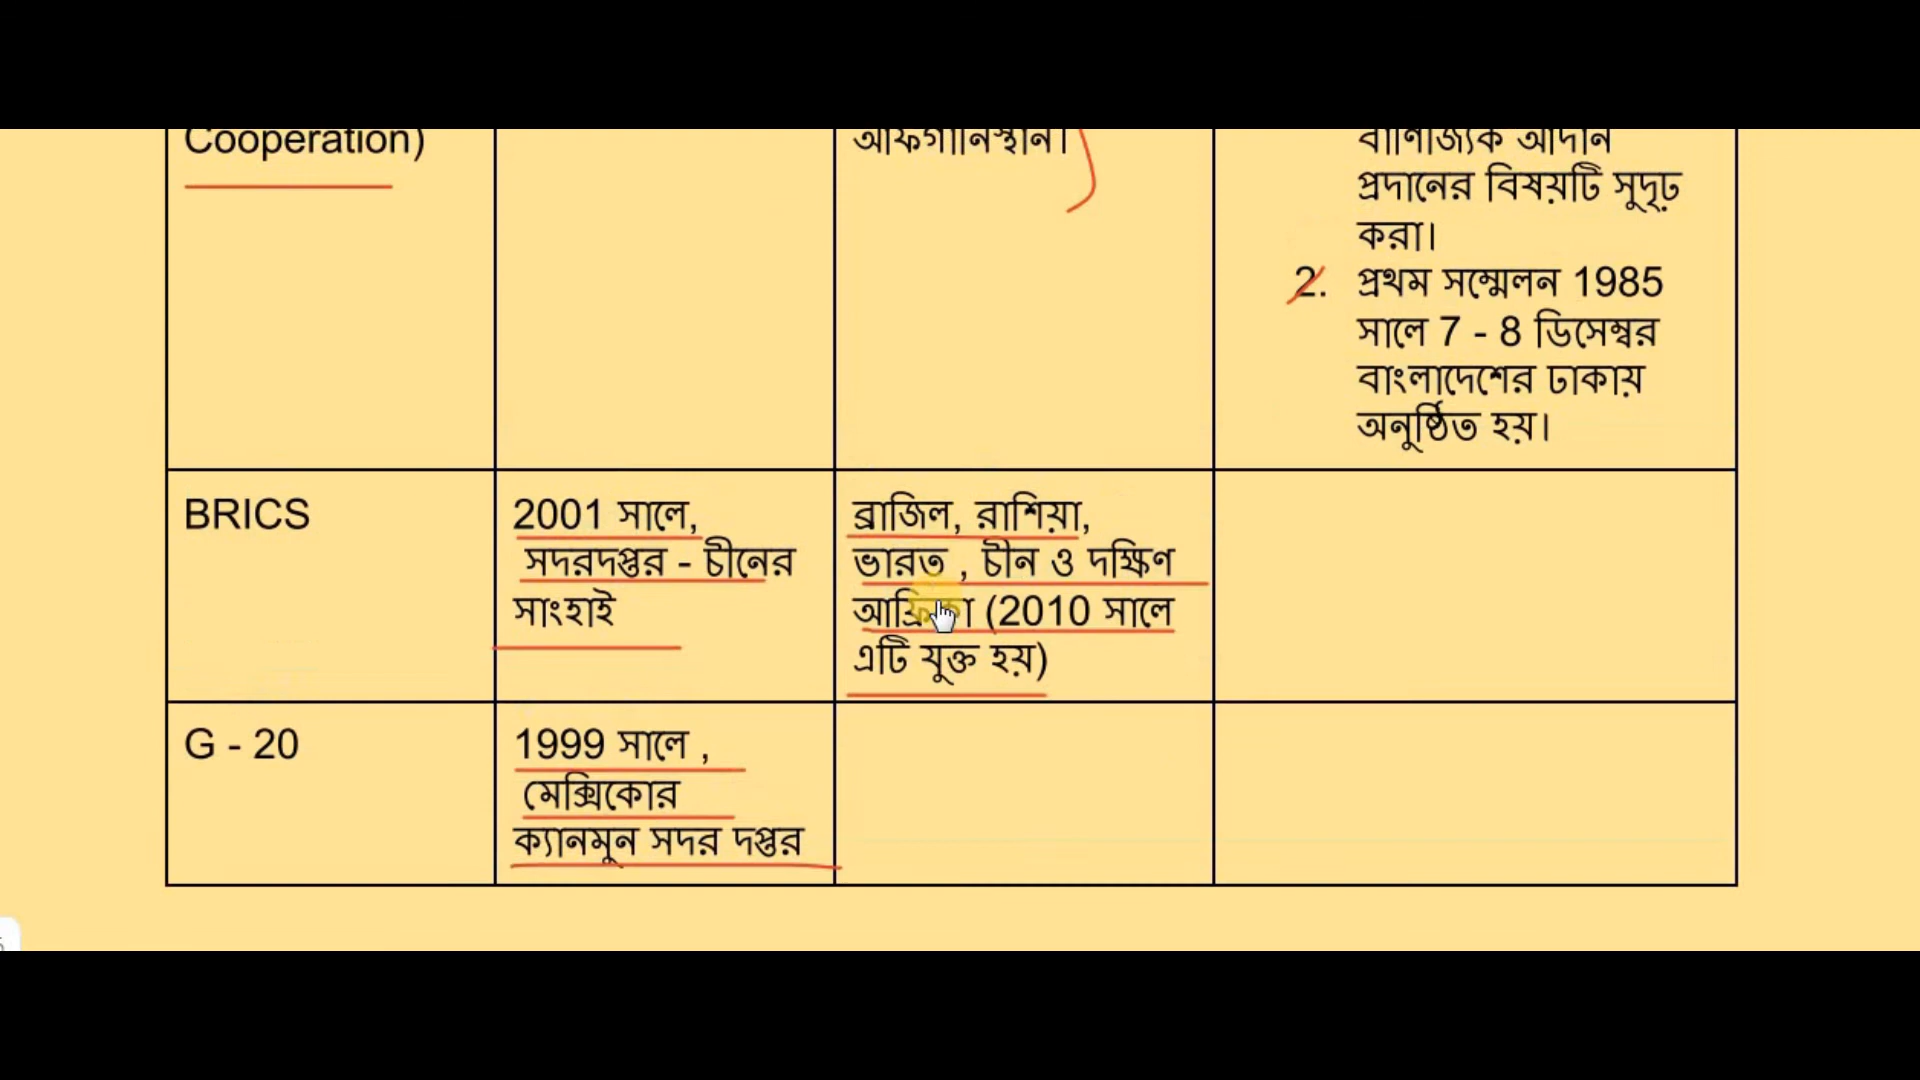 Cooperation)
আফগানিস্থান।
বাণিজ্যিক আদান
প্রদানের বিষয়টি সুদৃঢ়
করা।
2. প্রথম সম্মেলন 1985
সালে 7 - 8 ডিসেম্বর
বাংলাদেশের ঢাকায়
অনুষ্ঠিত হয়।
BRICS
2001 সালে,
সদরদপ্তর - চীনের
সাংহাই
ব্রাজিল, রাশিয়া,
ভারত , চীন ও দক্ষিণ
আফ্রিকা (2010 সালে
এটি যুক্ত হয়)
G - 20
1999 সালে ,
মেক্সিকোর
ক্যানমুন সদর দপ্তর